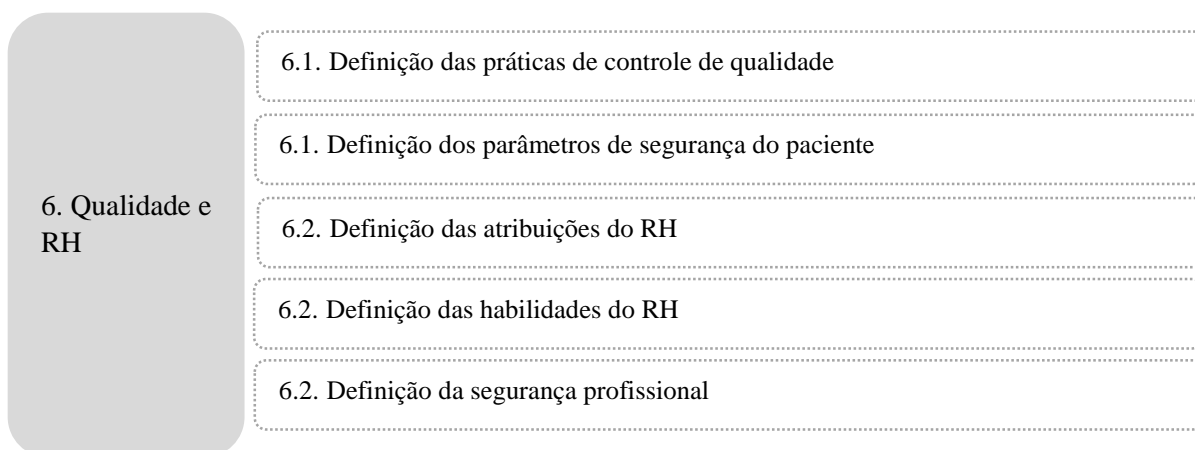 6. Qualidade e
RH
6.1. Definição das práticas de controle de qualidade
6.1. Definição dos parâmetros de segurança do paciente
6.2. Definição das atribuições do RH
6.2. Definição das habilidades do RH
6.2. Definição da segurança profissional